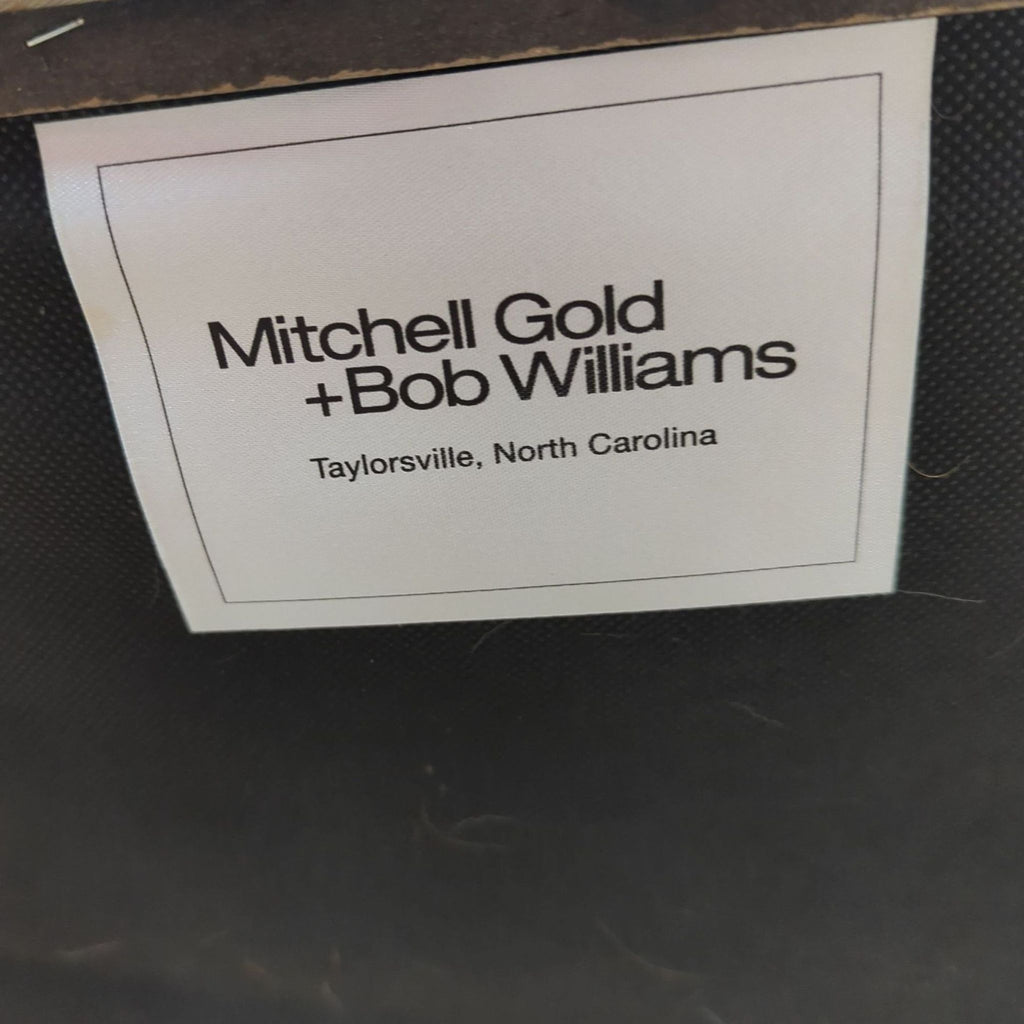 Mitchell Gold
+Bob Williams
Taylorsville, North Carolina